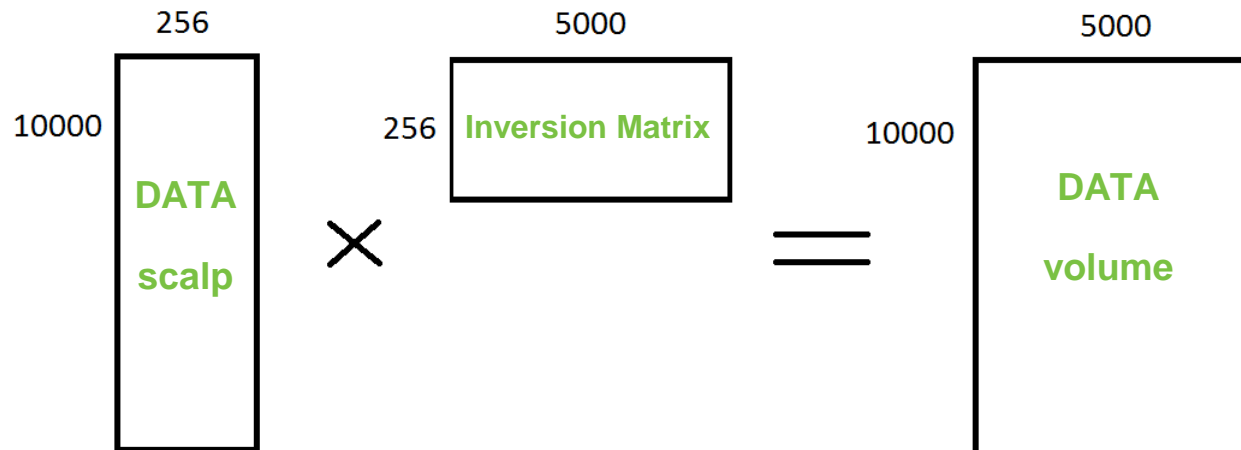 256
5000
5000
10000
256
Inversion Matrix
10000
DATA
scalp
DATA
volume